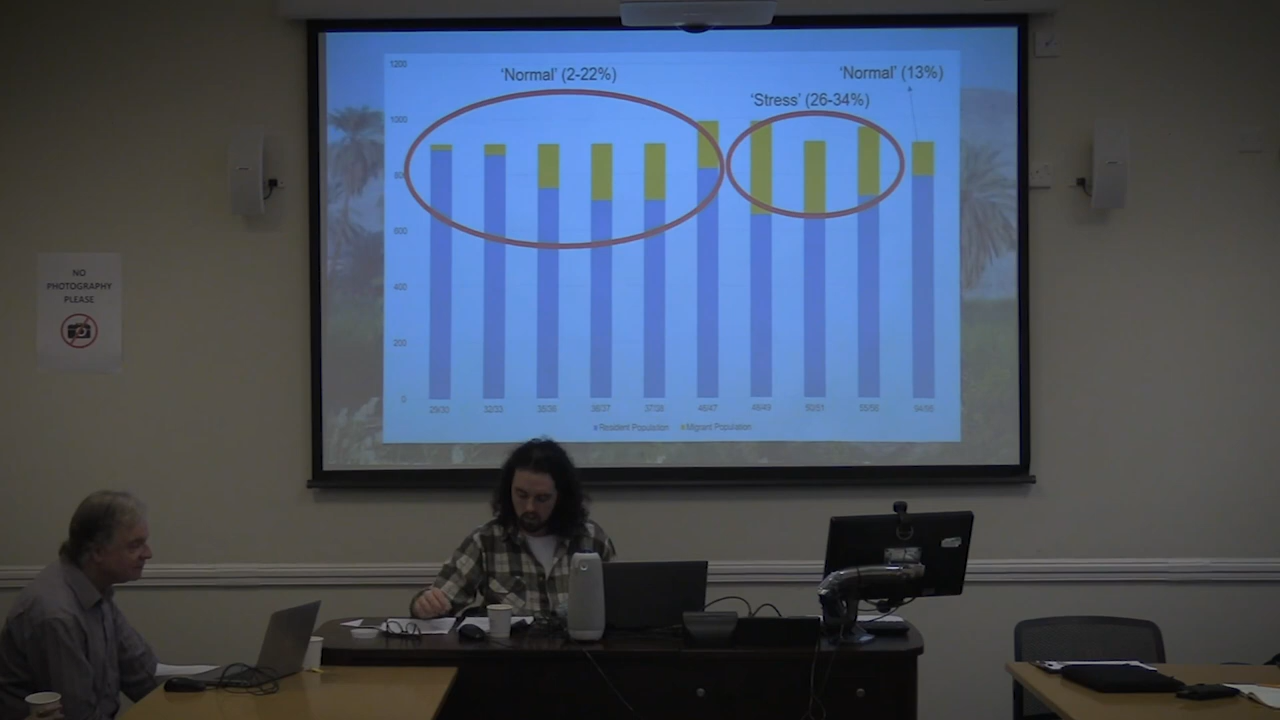 NO
PHOTOGRAPHY
PLEASE
'Normal' (2-22%)
'Normal' (13%)
'Stress' (26-34%)
1200
1000
800
600
400
200
0
29/30
32/33
35/36
36/37
37/38
46/47
48/49
50/51
55/56
Resident Population
Migrant Population